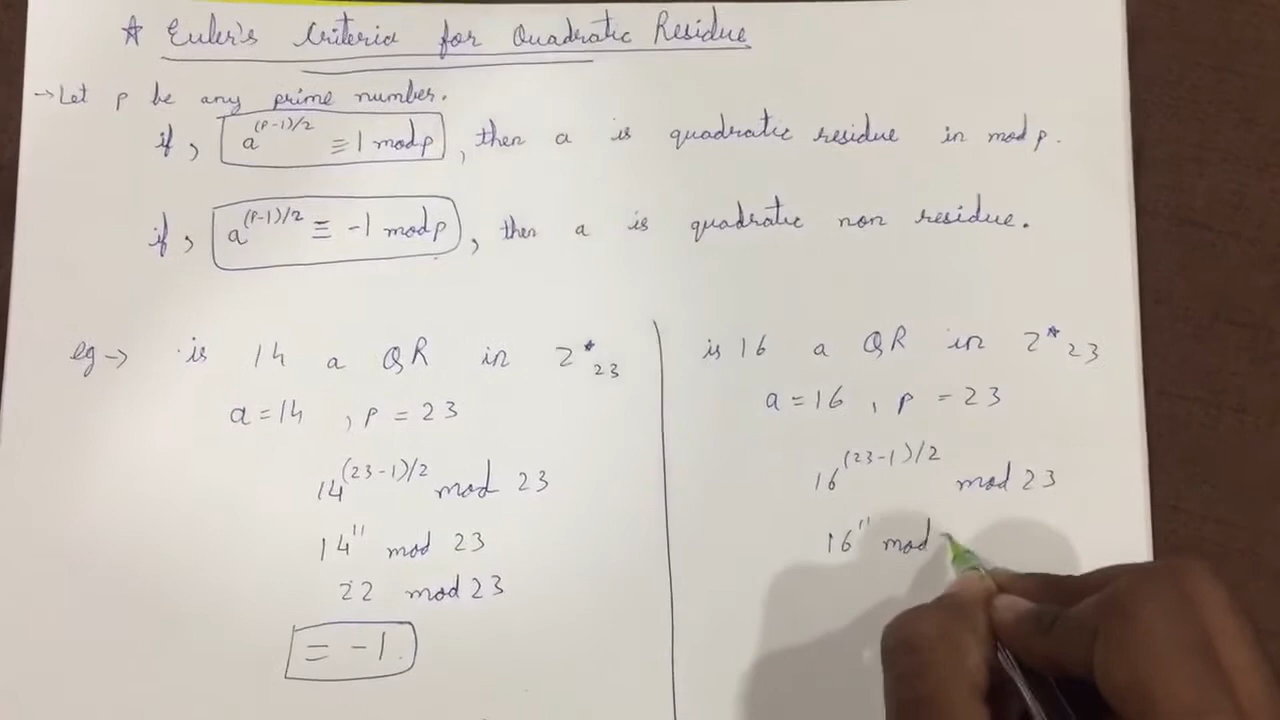 ☆ Euler's Criteria for Quadratic Residue
→ Let p be any prime number.
if, a^(P-1)/2 ≡ 1 mod p, then a is quadratic residue in mod p.
if, a^(P-1)/2 ≡ -1 mod p, then a is quadratic non residue.
eg → is 14 a QR in Z*23
a = 14, p = 23
14^(23-1)/2 mod 23
14^11 mod 23
22 mod 23
= -1.
is 16 a QR in Z*23
a = 16, p = 23
16^(23-1)/2 mod 23
16^11 mod